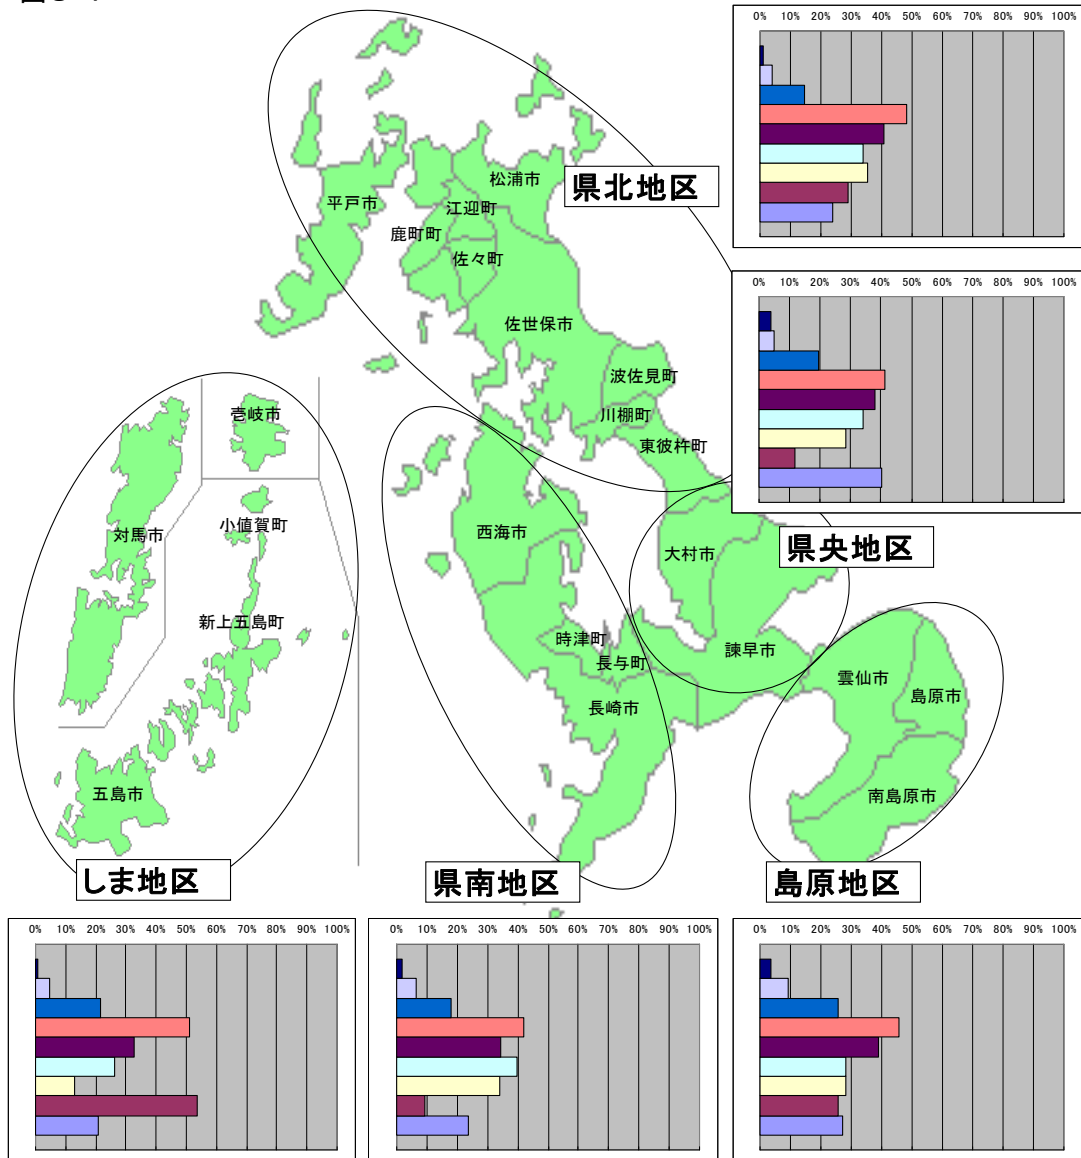 0% 10% 20% 30% 40% 50% 60% 70% 80% 90% 100%
県北地区
松浦市
平戸市
江迎町
鹿町町
佐々町
0% 10% 20% 30% 40% 50% 60% 70% 80% 90% 100%
佐世保市
波佐見町
川棚町
東彼杵町
壱岐市
小値賀町
対馬市
西海市
大村市
県央地区
新上五島町
時津町
長与町
諫早市
雲仙市
島原市
長崎市
五島市
南島原市
しま地区
県南地区
島原地区
0% 10% 20% 30% 40% 50% 60% 70% 80% 90% 100%
0% 10% 20% 30% 40% 50% 60% 70% 80% 90% 100%
0% 10% 20% 30% 40% 50% 60% 70% 80% 90% 100%